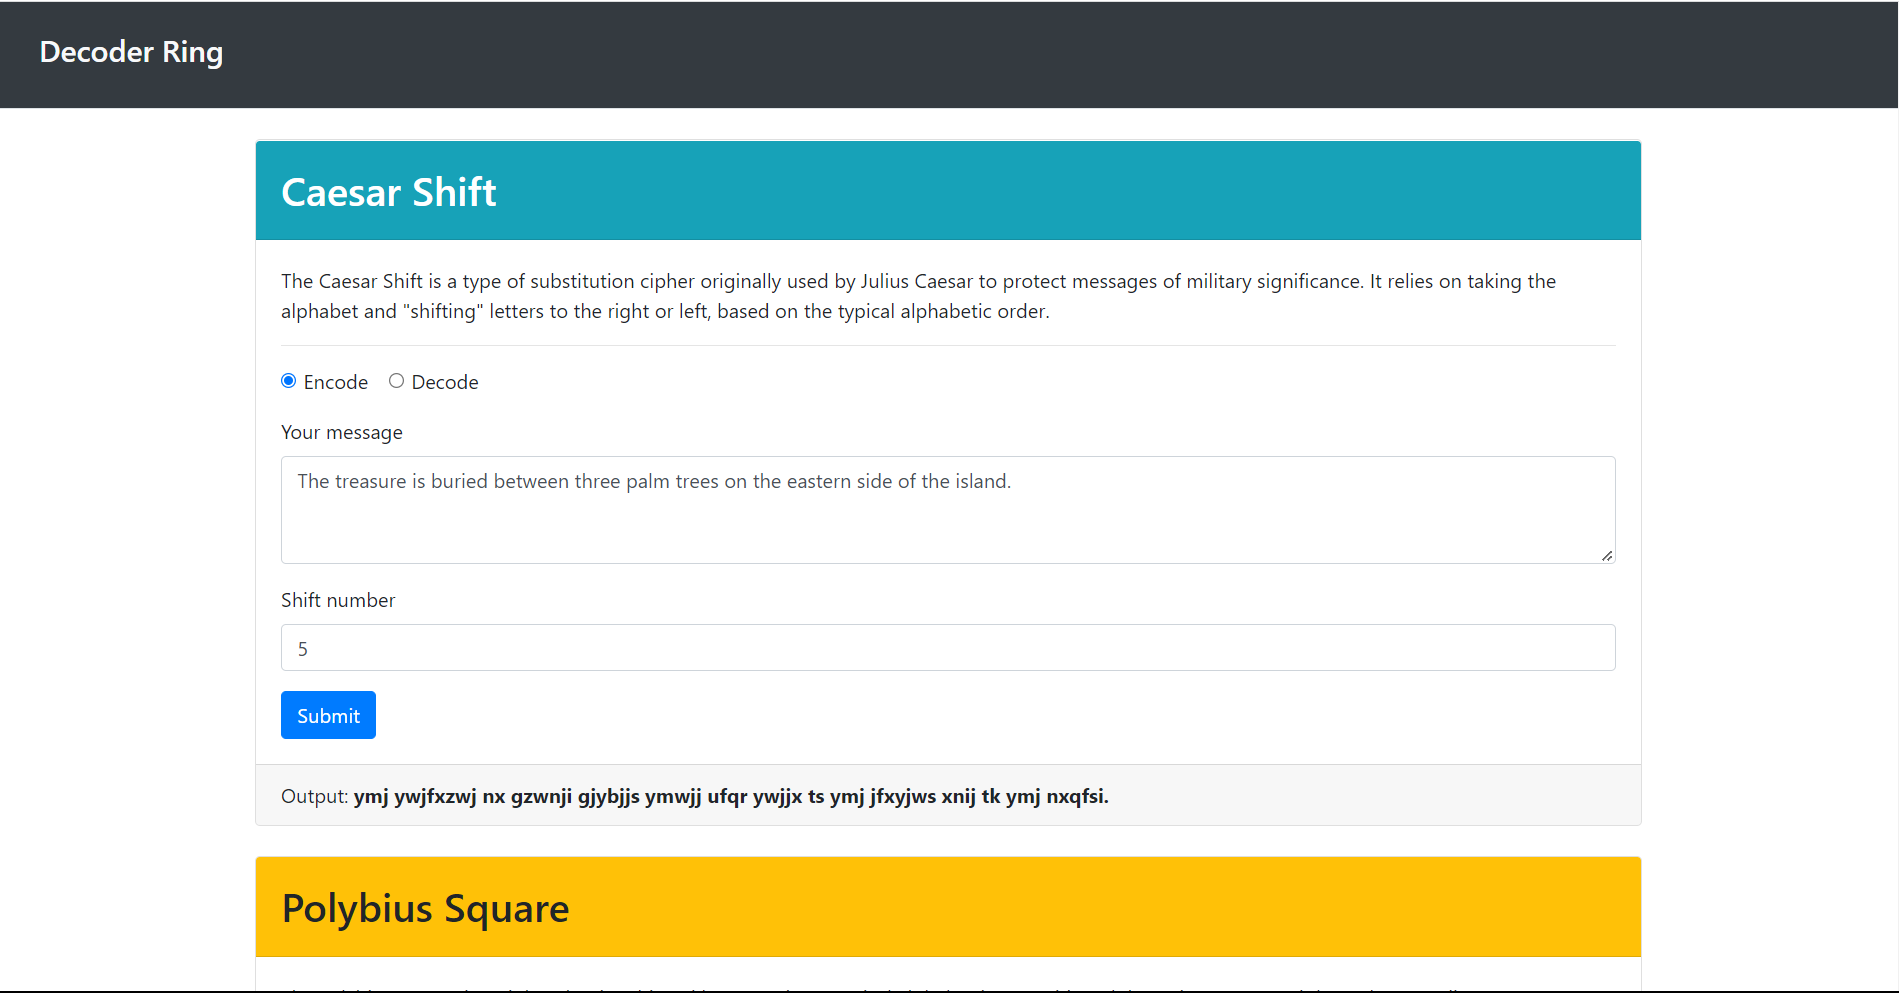 Decoder Ring
Caesar Shift
The Caesar Shift is a type of substitution cipher originally used by Julius Caesar to protect messages of military significance. It relies on taking the
alphabet and "shifting" letters to the right or left, based on the typical alphabetic order.
Encode Decode
Your message
The treasure is buried between three palm trees on the eastern side of the island.
Shift number
5
Submit
Output: ymj ywjfxzwj nx gzwnji gjybjjs ymwjj ufqr ywjjx ts ymj jfxyjws xnij tk ymj nxqfsi.
Polybius Square